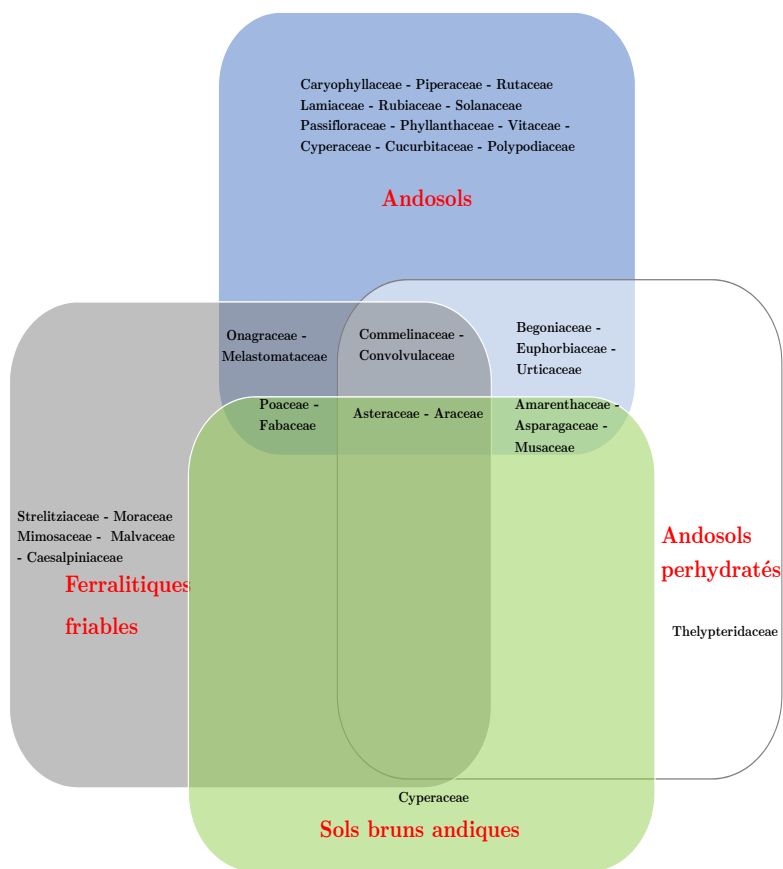 Caryophyllaceae - Piperaceae - Rutaceae
Lamiaceae - Rubiaceae - Solanaceae
Passifloraceae - Phyllanthaceae - Vitaceae -
Cyperaceae - Cucurbitaceae - Polypodiaceae
Andosols
Onagraceae -
Melastomataceae
Commelinaceae -
Convolvulaceae
Begoniaceae -
Euphorbiaceae -
Urticaceae
Poaceae -
Fabaceae
Asteraceae - Araceae
Amarenthaceae -
Asparagaceae -
Musaceae
Strelitziaceae - Moraceae
Mimosaceae - Malvaceae
- Caesalpiniaceae
Ferralitiques
friables
Andosols
perhydratés
Thelypteridaceae
Cyperaceae
Sols bruns andiques